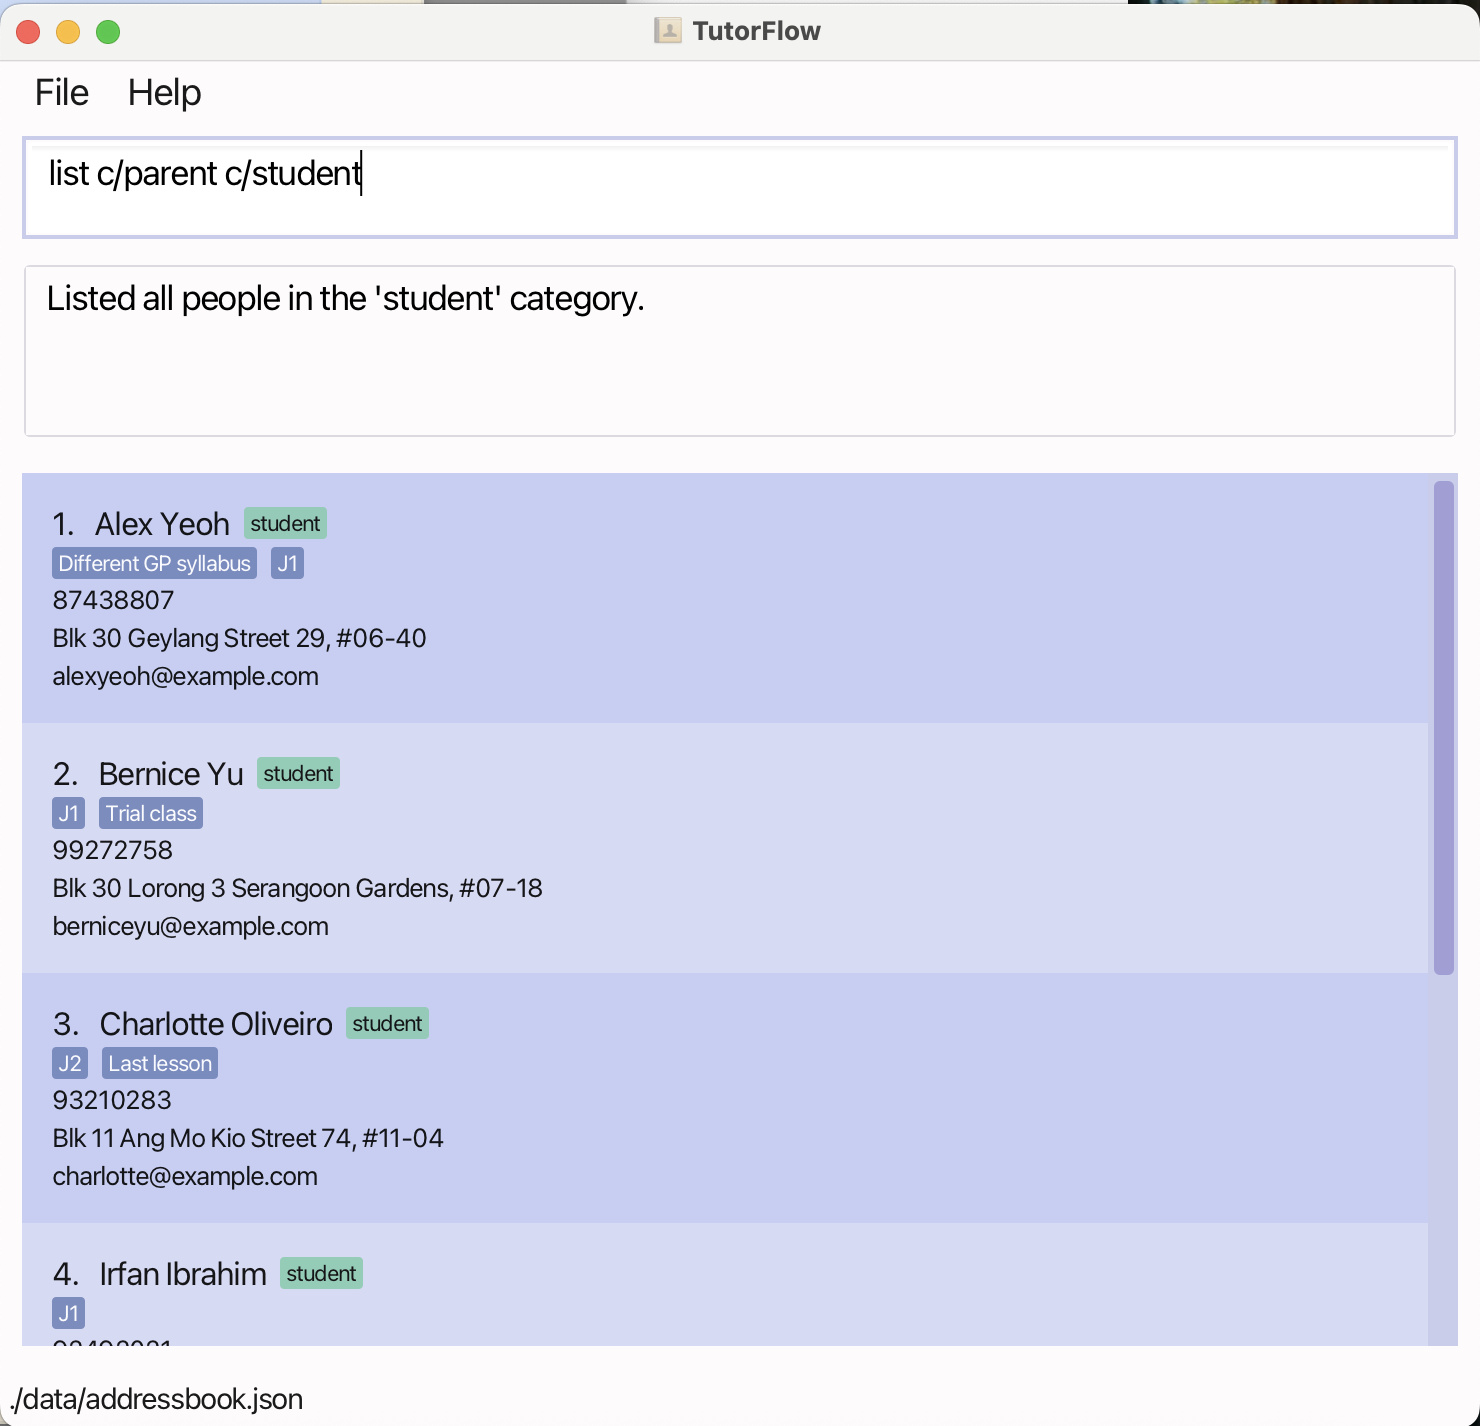 TutorFlow
File Help
list c/parent c/student
Listed all people in the 'student' category.
1. Alex Yeoh student
Different GP syllabus J1
87438807
Blk 30 Geylang Street 29, #06-40
alexyeoh@example.com
2. Bernice Yu student
J1 Trial class
99272758
Blk 30 Lorong 3 Serangoon Gardens, #07-18
berniceyu@example.com
3. Charlotte Oliveiro student
J2 Last lesson
93210283
Blk 11 Ang Mo Kio Street 74, #11-04
charlotte@example.com
4. Irfan Ibrahim student
J1
./data/addressbook.json